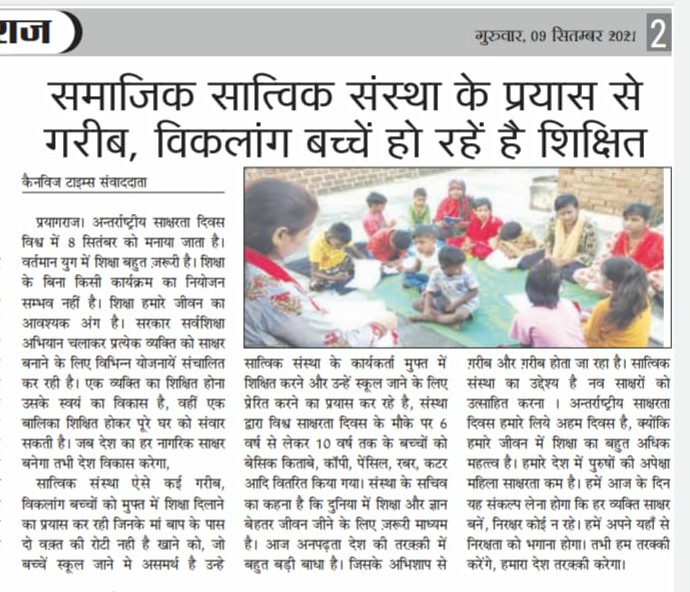 राज
गुरुवार, 09 सितम्बर 2021 2
समाजिक सात्विक संस्था के प्रयास से
गरीब, विकलांग बच्चें हो रहें है शिक्षित
कैनविज टाइम्स संवाददाता
प्रयागराज। अन्तर्राष्ट्रीय साक्षरता दिवस
विश्व में 8 सितंबर को मनाया जाता है।
वर्तमान युग में शिक्षा बहुत ज़रूरी है। शिक्षा
के बिना किसी कार्यक्रम का नियोजन
सम्भव नहीं है। शिक्षा हमारे जीवन का
आवश्यक अंग है। सरकार सर्वशिक्षा
अभियान चलाकर प्रत्येक व्यक्ति को साक्षर
बनाने के लिए विभिन्न योजनायें संचालित
कर रही है। एक व्यक्ति का शिक्षित होना
उसके स्वयं का विकास है, वहीं एक
बालिका शिक्षित होकर पूरे घर को संवार
सकती है। जब देश का हर नागरिक साक्षर
बनेगा तभी देश विकास करेगा,
सात्विक संस्था ऐसे कई गरीब,
विकलांग बच्चों को मुफ्त में शिक्षा दिलाने
का प्रयास कर रही जिनके मां बाप के पास
दो वक़्त की रोटी नही है खाने को, जो
बच्चें स्कूल जाने मे असमर्थ है उन्हे
सात्विक संस्था के कार्यकर्ता मुफ्त में
शिक्षित करने और उन्हें स्कूल जाने के लिए
प्रेरित करने का प्रयास कर रहे है, संस्था
द्वारा विश्व साक्षरता दिवस के मौके पर 6
वर्ष से लेकर 10 वर्ष तक के बच्चों को
बेसिक किताबे, कॉपी, पेंसिल, रबर, कटर
आदि वितरित किया गया। संस्था के सचिव
का कहना है कि दुनिया में शिक्षा और ज्ञान
बेहतर जीवन जीने के लिए ज़रूरी माध्यम
है। आज अनपढ़ता देश की तरक़्की में
बहुत बड़ी बाधा है। जिसके अभिशाप से
ग़रीब और ग़रीब होता जा रहा है। सात्विक
संस्था का उद्देश्य है नव साक्षरों को
उत्साहित करना । अन्तर्राष्ट्रीय साक्षरता
दिवस हमारे लिये अहम दिवस है, क्योंकि
हमारे जीवन में शिक्षा का बहुत अधिक
महत्त्व है। हमारे देश में पुरुषों की अपेक्षा
महिला साक्षरता कम है। हमें आज के दिन
यह संकल्प लेना होगा कि हर व्यक्ति साक्षर
बनें, निरक्षर कोई न रहे। हमें अपने यहाँ से
निरक्षता को भगाना होगा। तभी हम तरक्की
करेंगे, हमारा देश तरक़्की करेगा।